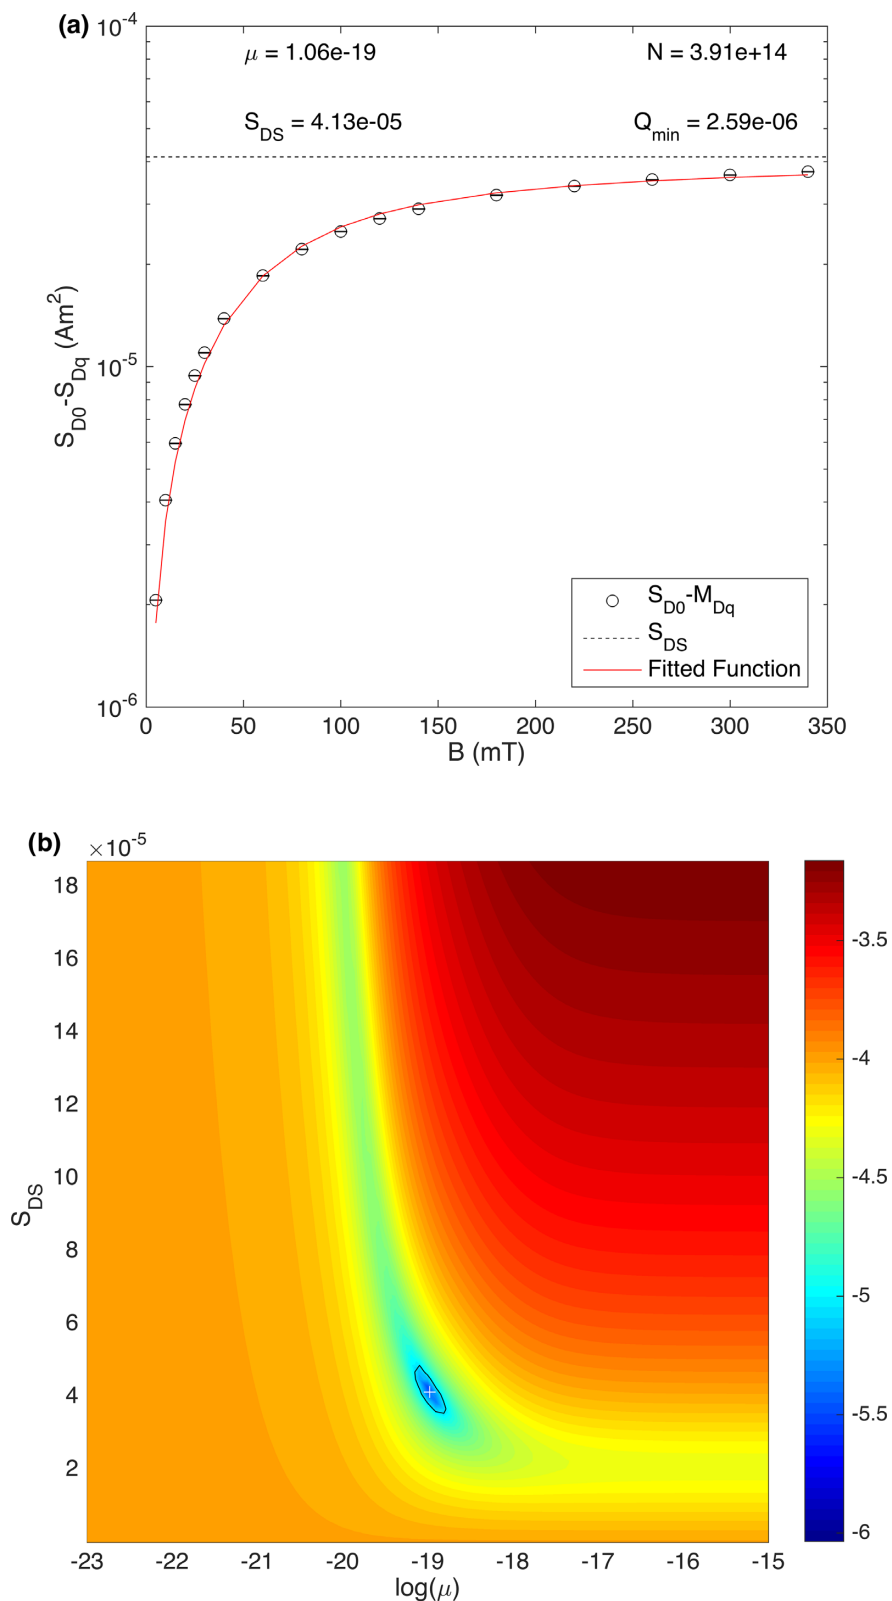 (a)
10^-4
μ = 1.06e-19
N = 3.91e+14
S_DS = 4.13e-05
Q_min = 2.59e-06
S_D0-S_Dq (Am^2)
10^-5
S_D0-M_Dq
S_DS
Fitted Function
10^-6
0 50 100 150 200 250 300 350
B (mT)
(b)
×10^-5
18
16
14
12
10
8
6
4
2
S_DS
-3.5
-4
-4.5
-5
-5.5
-6
-23 -22 -21 -20 -19 -18 -17 -16 -15
log(μ)